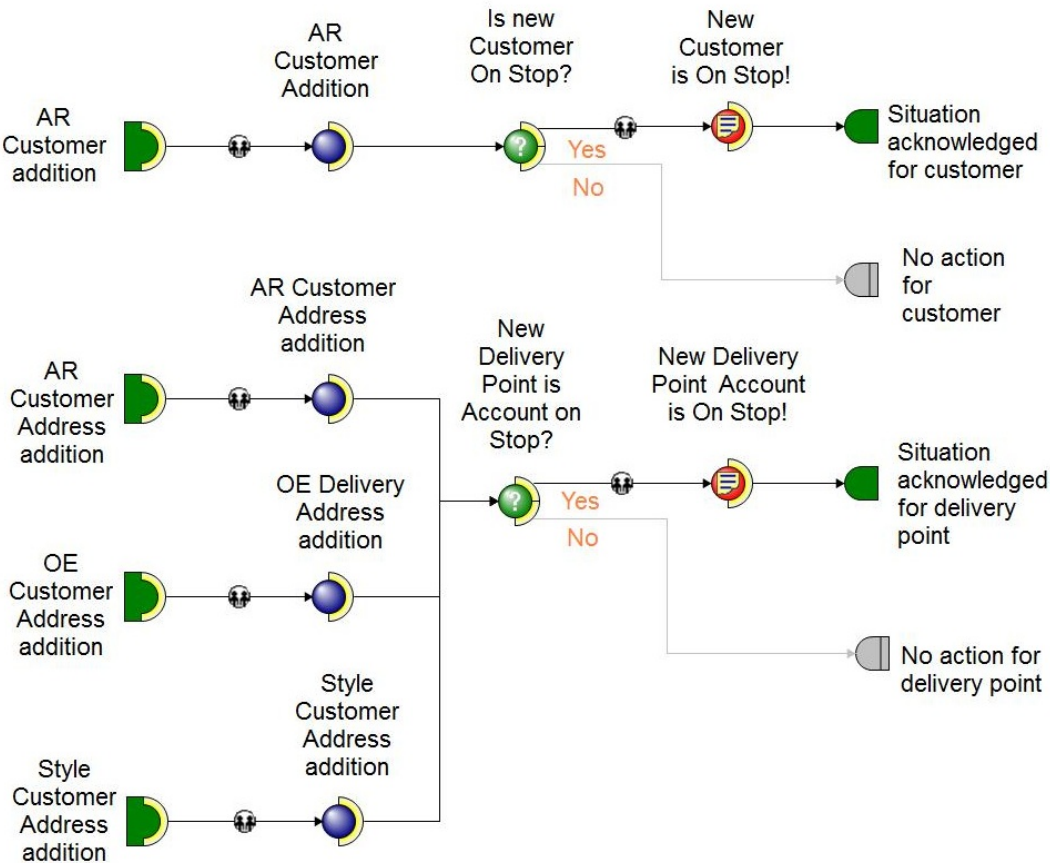 AR
Customer
addition
AR
Customer
Addition
Is new
Customer
On Stop?
New
Customer
is On Stop!
?
Yes
No
Situation
acknowledged
for customer
No action
for
customer
AR
Customer
Address
addition
AR Customer
Address
addition
OE
Customer
Address
addition
OE Delivery
Address
addition
Style
Customer
Address
addition
Style
Customer
Address
addition
New
Delivery
Point is
Account on
Stop?
New Delivery
Point Account
is On Stop!
?
Yes
No
Situation
acknowledged
for delivery
point
No action for
delivery point